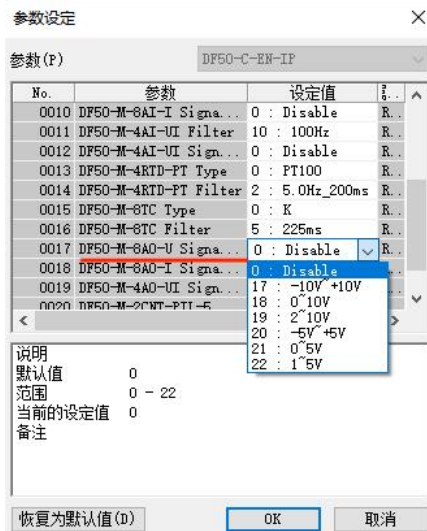 参数设定
参数(P) DF50-C-EN-IP
No. 参数 设定值
0010 DF50-M-8AI-I Signa... 0 : Disable R..
0011 DF50-M-4AI-UI Filter 10 : 100Hz R..
0012 DF50-M-4AI-UI Sign... 0 : Disable R..
0013 DF50-M-4RTD-PT Type 0 : PT100 R..
0014 DF50-M-4RTD-PT Filter 2 : 5.0Hz_200ms R..
0015 DF50-M-8TC Type 0 : K R..
0016 DF50-M-8TC Filter 5 : 225ms R..
0017 DF50-M-8AO-U Signa... 0 : Disable R..
0018 DF50-M-8AO-I Signa... 0 : Disable
0019 DF50-M-4AO-UI Sign... 17 : -10V~+10V
0020 DF50-M-2CNT-PIL-5 18 : 0~10V
19 : 2~10V
20 : -5V~+5V
21 : 0~5V
22 : 1~5V
说明
默认值 0
范围 0 - 22
当前的设定值 0
备注
恢复为默认值(D) OK 取消